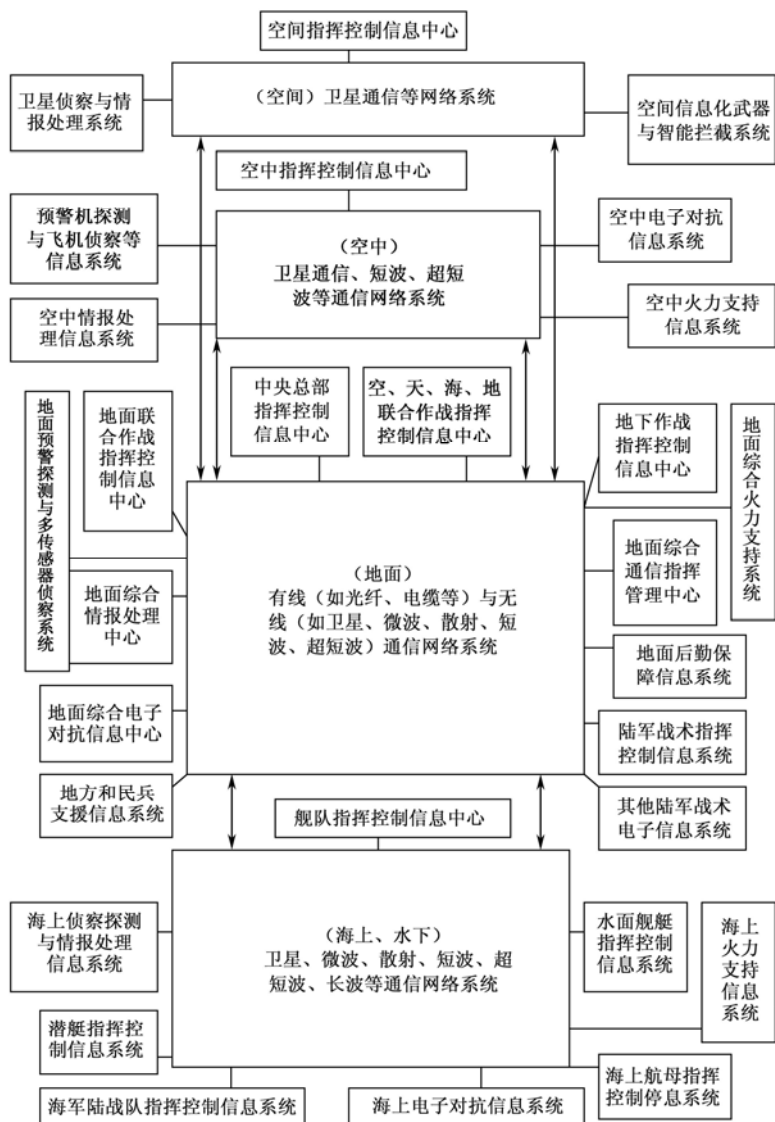 空间指挥控制信息中心
（空间）卫星通信等网络系统
卫星侦察与情
报处理系统
空间信息化武器
与智能拦截系统
空中指挥控制信息中心
预警机探测
与飞机侦察等
信息系统
（空中）
卫星通信、短波、超短
波等通信网络系统
空中电子对抗
信息系统
空中情报处
理信息系统
空中火力支持
信息系统
中央总部
指挥控制
信息中心
空、天、海、地
联合作战指挥
控制信息中心
地面预警探测与多传感器侦察系统
地面联
合作战
指挥控
制信息
中心
地下作战
指挥控制
信息中心
地面综合火力支持系统
地面综合
情报处理
中心
（地面）
有线（如光纤、电缆等）与无
线（如卫星、微波、散射、短
波、超短波）通信网络系统
地面综合
通信指挥
管理中心
地面后勤保
障信息系统
地面综合电子
对抗信息中心
陆军战术指挥
控制信息系统
地方和民兵
支援信息系统
其他陆军战术
电子信息系统
舰队指挥控制信息中心
海上侦察探测
与情报处理
信息系统
（海上、水下）
卫星、微波、散射、短波、超
短波、长波等通信网络系统
水面舰艇
指挥控制
信息系统
海上
火力
支持
信息
系统
潜艇指挥控
制信息系统
海上航母指挥
控制停息系统
海军陆战队指挥控制信息系统
海上电子对抗信息系统